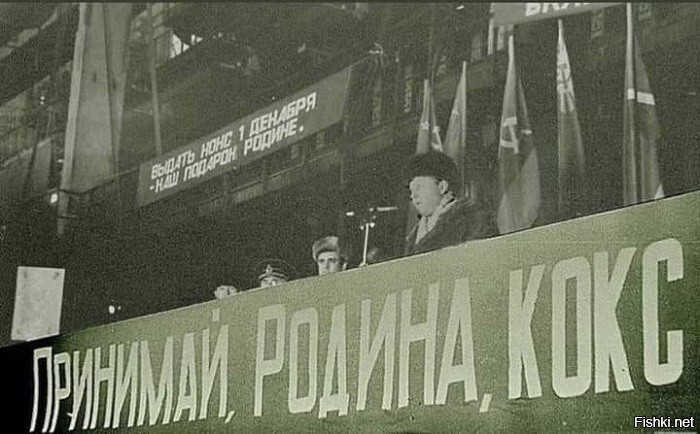 ВЫДАТЬ КОКС 1 ДЕКАБРЯ
- НАШ ПОДАРОК РОДИНЕ.
ПРИНИМАЙ, РОДИНА, КОКС
Fishki.net